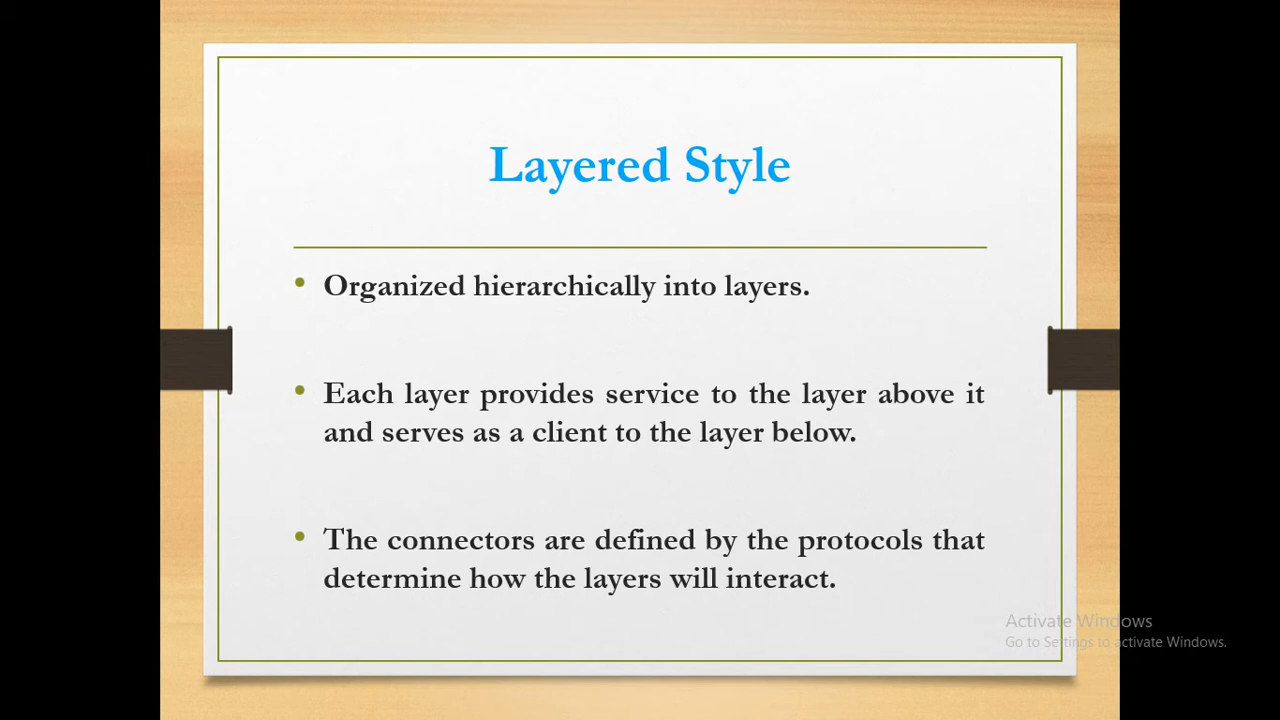 Layered Style
• Organized hierarchically into layers.
• Each layer provides service to the layer above it
and serves as a client to the layer below.
• The connectors are defined by the protocols that
determine how the layers will interact.
Activate Windows
Go to Settings to activate Windows.